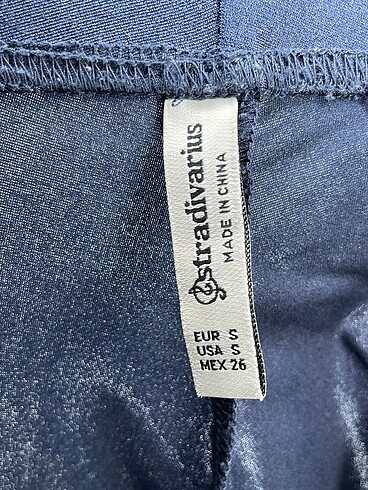 stradivarius
MADE IN CHINA
EUR S
USA S
MEX 26